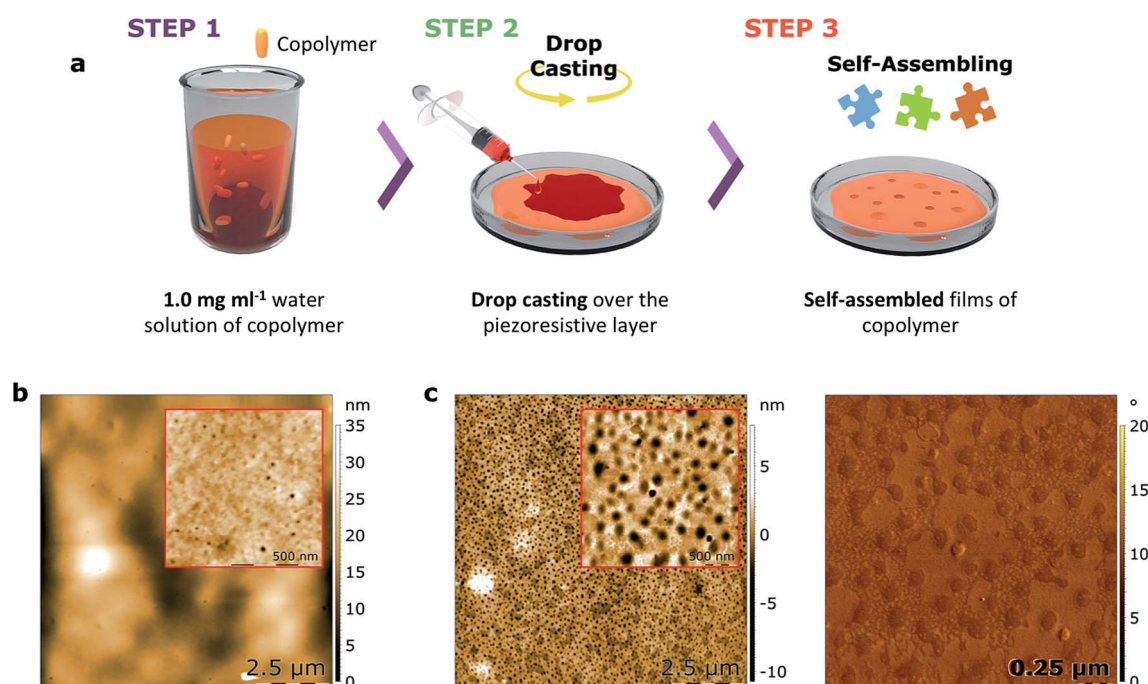 STEP 1
Copolymer
STEP 2
Drop
Casting
STEP 3
Self-Assembling
a
1.0 mg ml⁻¹ water
solution of copolymer
Drop casting over the
piezoresistive layer
Self-assembled films of
copolymer
b
nm
35
30
25
20
15
10
5
0
500 nm
2.5 µm
c
nm
5
0
-5
-10
500 nm
2.5 µm
°
20
15
10
5
0
0.25 µm